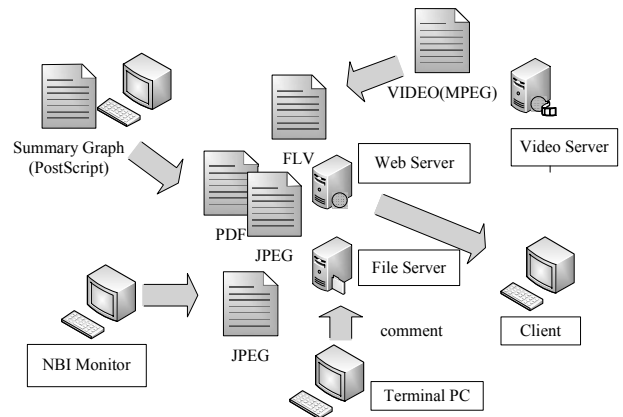 VIDEO(MPEG)
Summary Graph
(PostScript)
FLV
Web Server
Video Server
PDF
JPEG
File Server
NBI Monitor
JPEG
comment
Client
Terminal PC